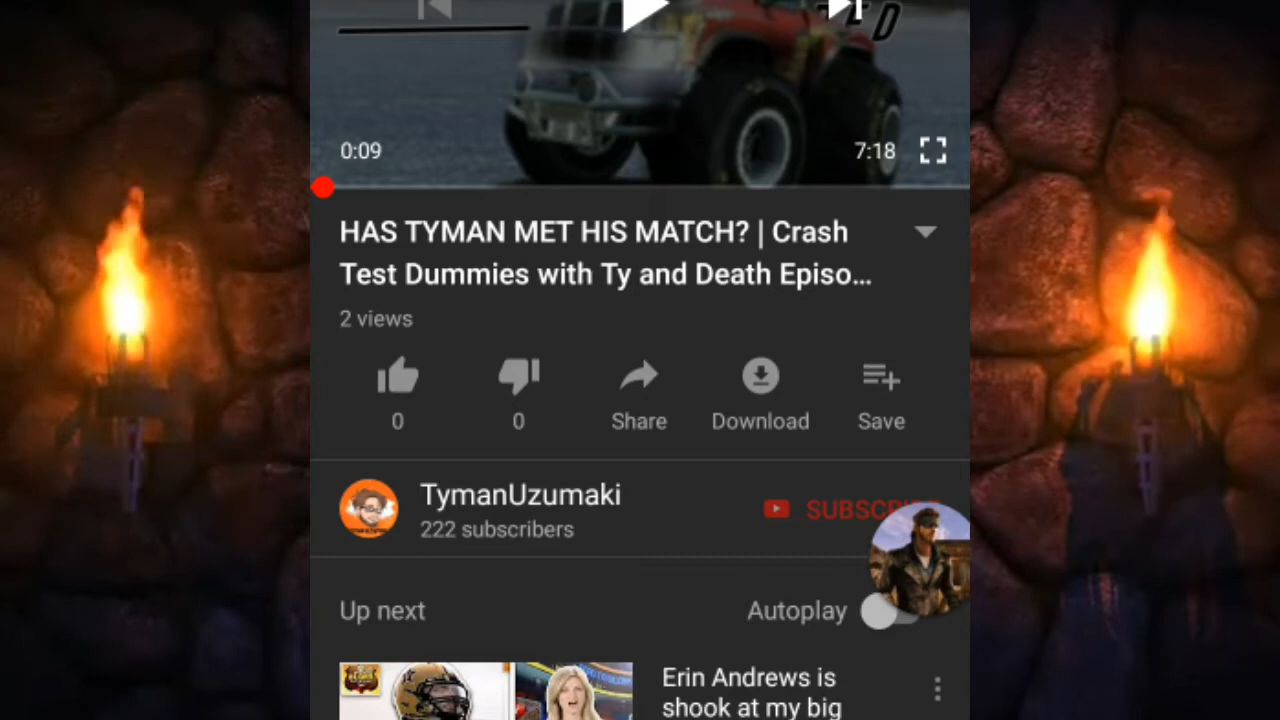 0:09
7:18
HAS TYMAN MET HIS MATCH? | Crash
Test Dummies with Ty and Death Episo...
2 views
0
0
Share
Download
Save
TymanUzumaki
222 subscribers
Up next
Autoplay
Erin Andrews is
shook at my big